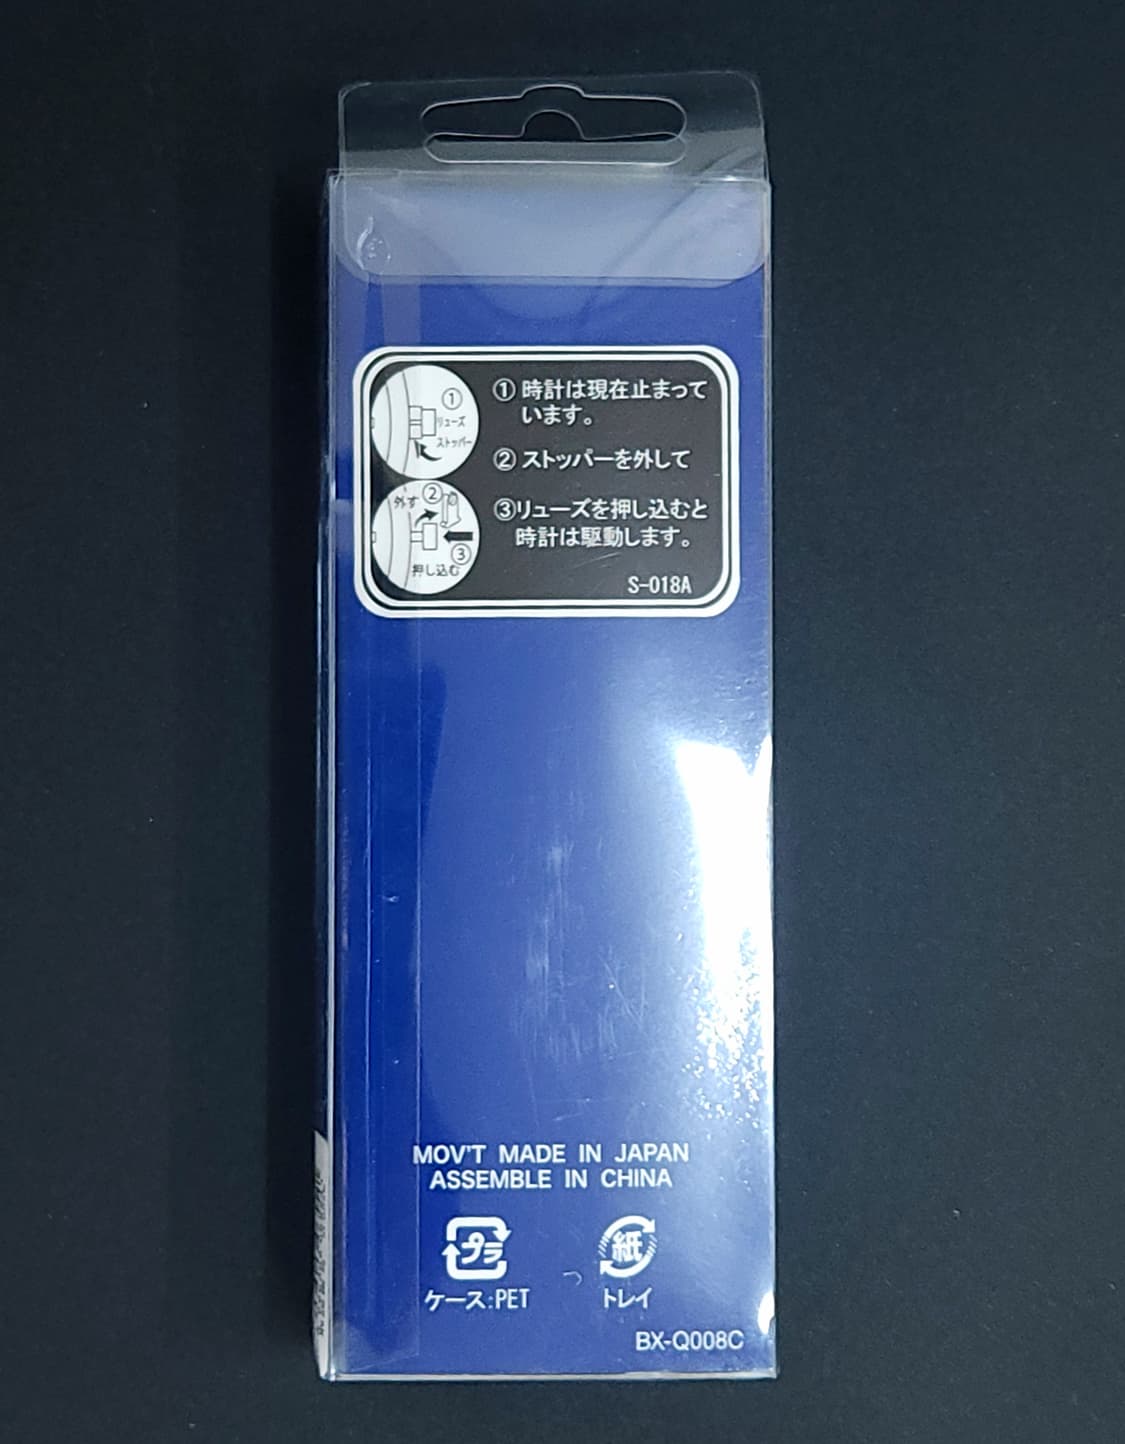 ① リューズ
ストッパー
外す ②
③
押し込む
① 時計は現在止まって
います。
② ストッパーを外して
③リューズを押し込むと
時計は駆動します。
S-018A
MOV'T MADE IN JAPAN
ASSEMBLE IN CHINA
プラ 紙
ケース:PET トレイ
BX-Q008C